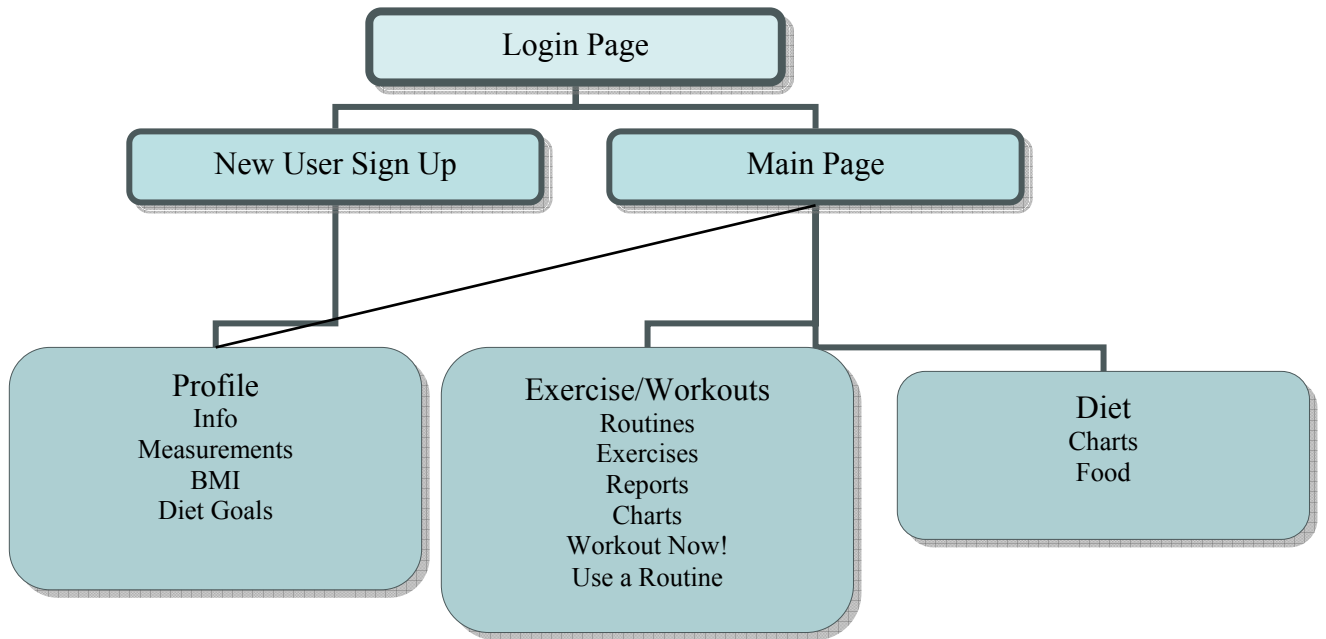 Login Page
New User Sign Up
Main Page
Profile
Info
Measurements
BMI
Diet Goals
Exercise/Workouts
Routines
Exercises
Reports
Charts
Workout Now!
Use a Routine
Diet
Charts
Food